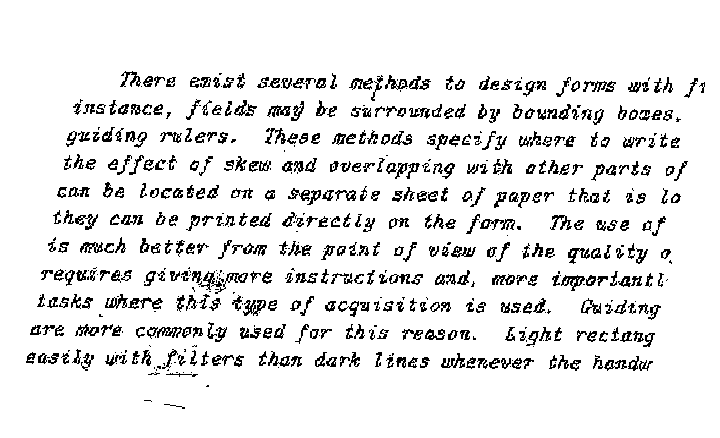 There exist several methods to design forms with fi
instance, fields may be surrounded by bounding boxes,
guiding rulers. These methods specify where to write
the effect of skew and overlapping with other parts of
can be located on a separate sheet of paper that is lo
they can be printed directly on the form. The use of
is much better from the point of view of the quality o
requires giving more instructions and, more importantl
tasks where this type of acquisition is used. Guiding
are more commonly used for this reason. Light rectang
easily with filters than dark lines whenever the handw